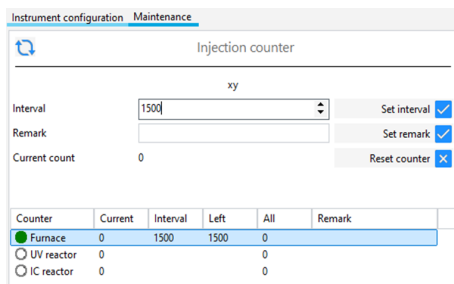 Instrument configuration Maintenance
Injection counter
xy
Interval 1500 Set interval
Remark Set remark
Current count 0 Reset counter
Counter Current Interval Left All Remark
Furnace 0 1500 1500 0
UV reactor 0 0
IC reactor 0 0